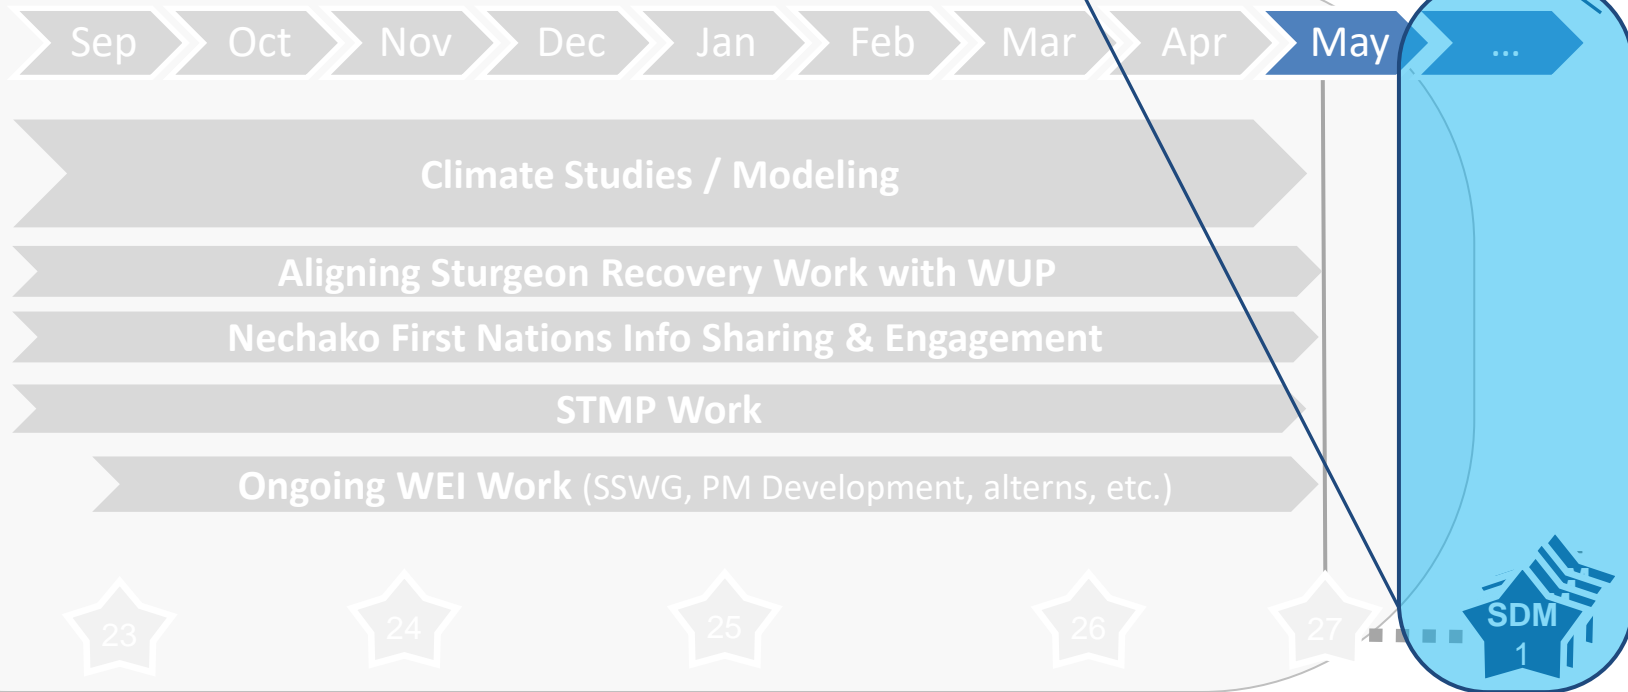 Sep Oct Nov Dec Jan Feb Mar Apr May ...
Climate Studies / Modeling
Aligning Sturgeon Recovery Work with WUP
Nechako First Nations Info Sharing & Engagement
STMP Work
Ongoing WEI Work (SSWG, PM Development, alterns, etc.)
23 24 25 26 27 SDM
1